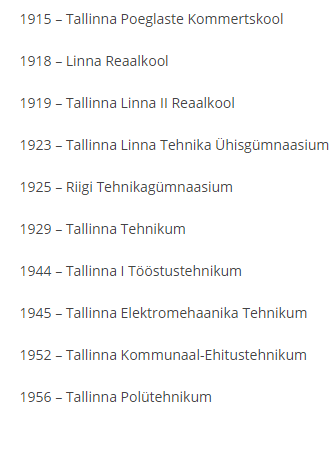 1915 – Tallinna Poeglaste Kommertskool
1918 – Linna Reaalkool
1919 – Tallinna Linna II Reaalkool
1923 – Tallinna Linna Tehnika Ühisgümnaasium
1925 – Riigi Tehnikagümnaasium
1929 – Tallinna Tehnikum
1944 – Tallinna I Tööstustehnikum
1945 – Tallinna Elektromehaanika Tehnikum
1952 – Tallinna Kommunaal-Ehitustehnikum
1956 – Tallinna Polütehnikum